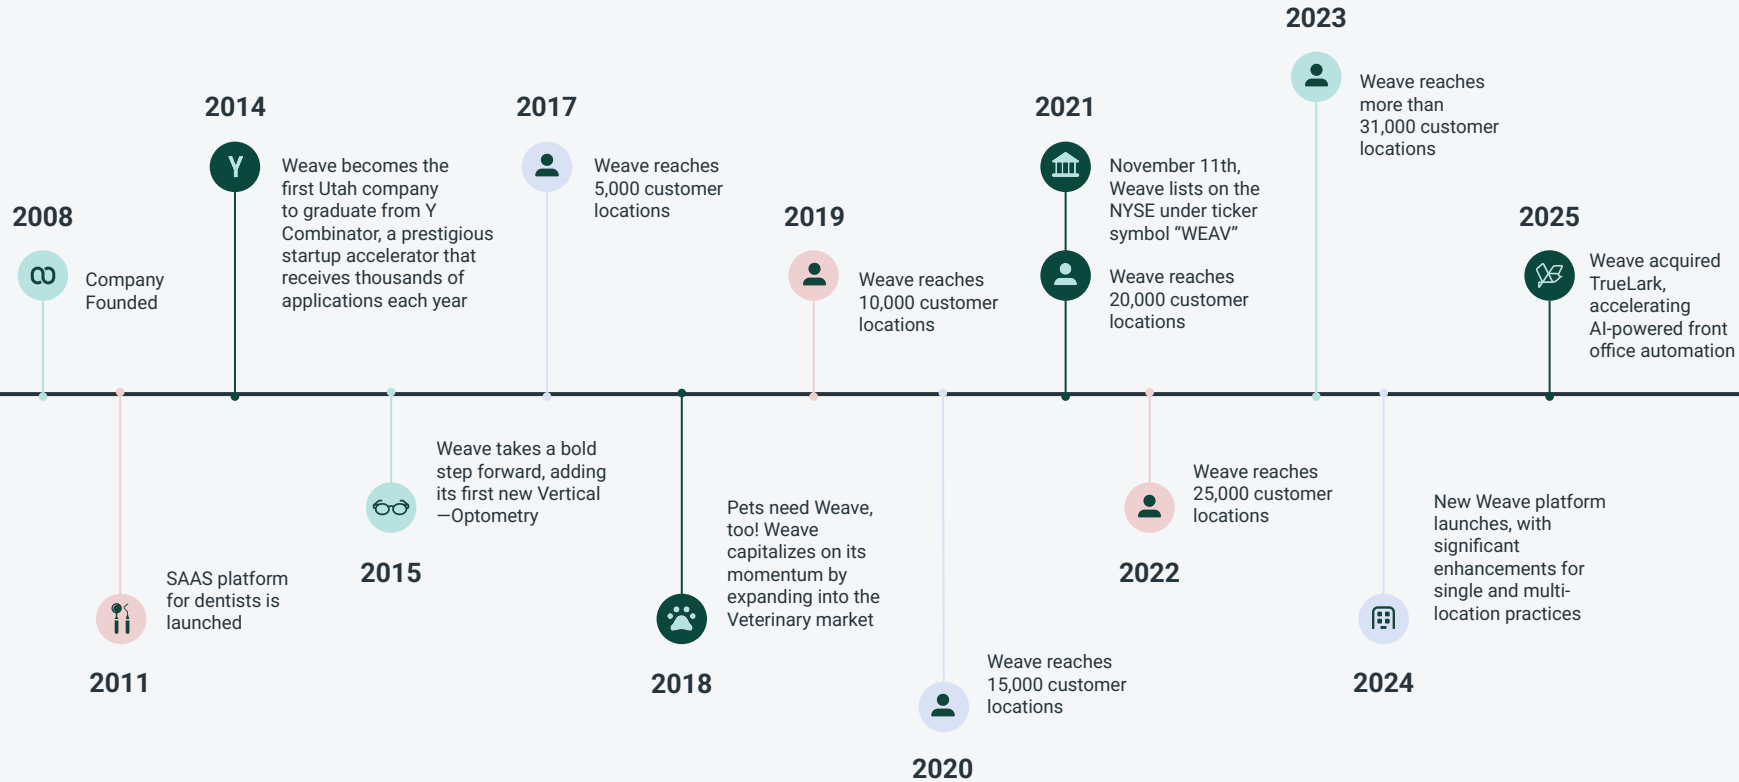 2008
Company
Founded
2011
SAAS platform
for dentists is
launched
2014
Y
Weave becomes the
first Utah company
to graduate from Y
Combinator, a prestigious
startup accelerator that
receives thousands of
applications each year
2015
Weave takes a bold
step forward, adding
its first new Vertical
—Optometry
2017
Weave reaches
5,000 customer
locations
2018
Pets need Weave,
too! Weave
capitalizes on its
momentum by
expanding into the
Veterinary market
2019
Weave reaches
10,000 customer
locations
2020
Weave reaches
15,000 customer
locations
2021
November 11th,
Weave lists on the
NYSE under ticker
symbol “WEAV”
Weave reaches
20,000 customer
locations
2022
Weave reaches
25,000 customer
locations
2023
Weave reaches
more than
31,000 customer
locations
2024
New Weave platform
launches, with
significant
enhancements for
single and multi-
location practices
2025
Weave acquired
TrueLark,
accelerating
AI-powered front
office automation